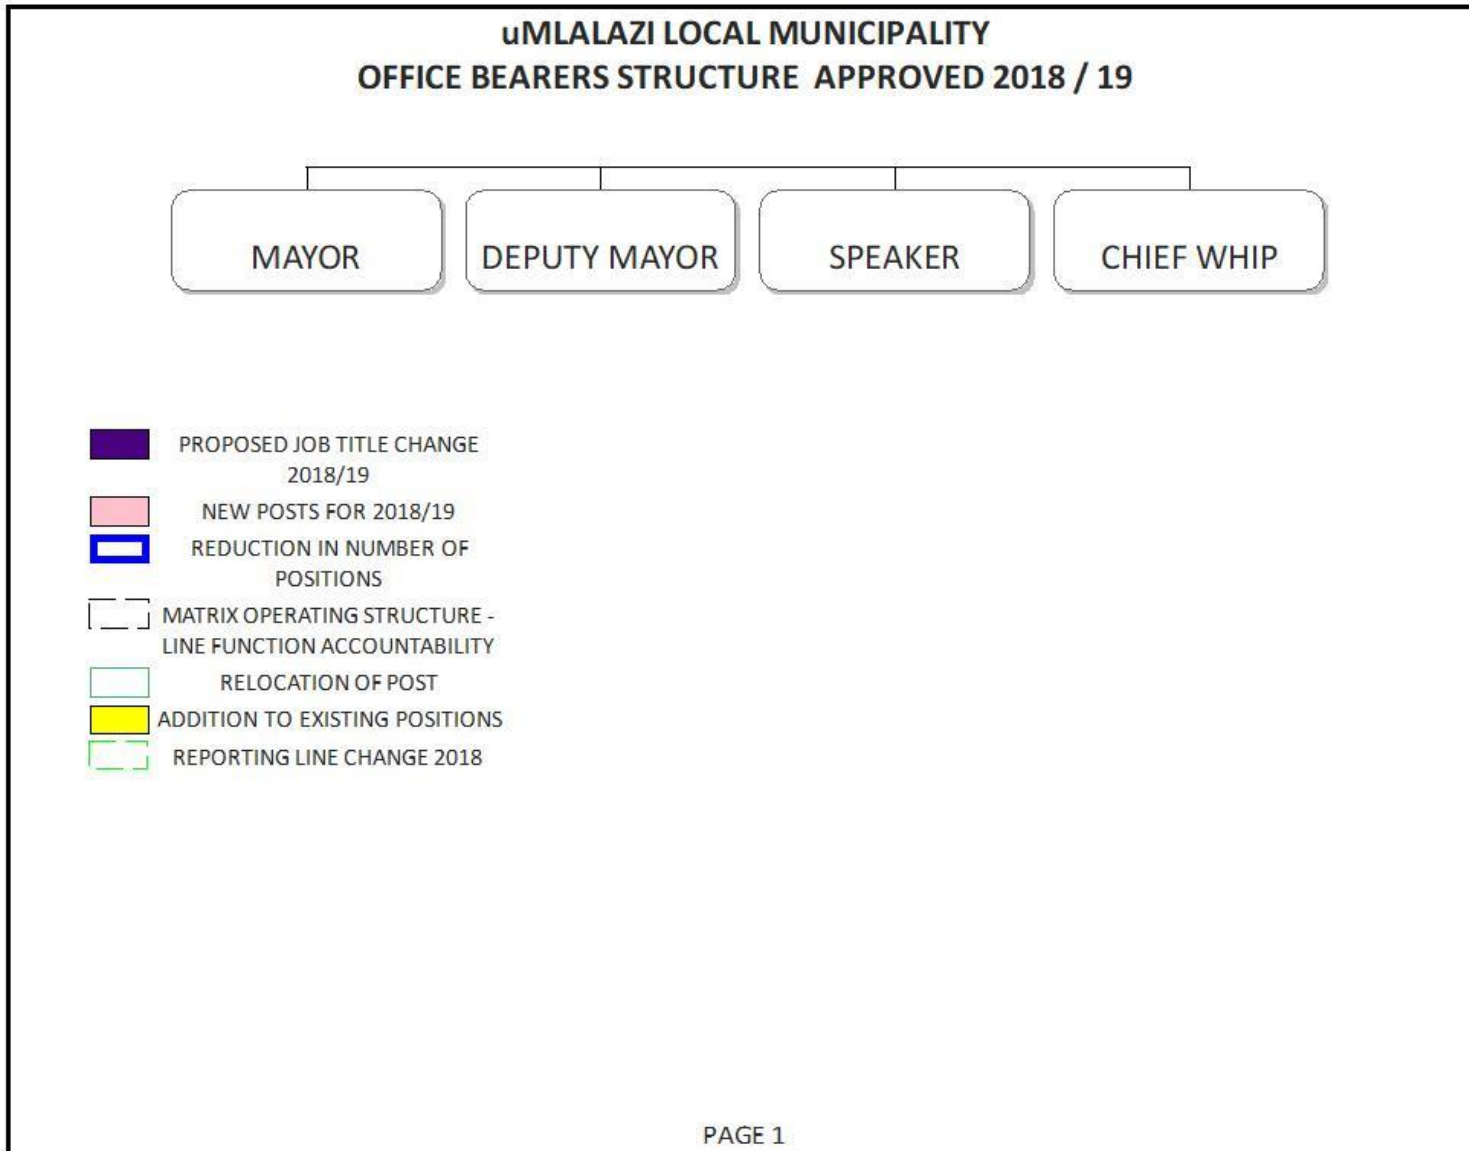 uMLALAZI LOCAL MUNICIPALITY
OFFICE BEARERS STRUCTURE APPROVED 2018 / 19
MAYOR
DEPUTY MAYOR
SPEAKER
CHIEF WHIP
PROPOSED JOB TITLE CHANGE
2018/19
NEW POSTS FOR 2018/19
REDUCTION IN NUMBER OF
POSITIONS
MATRIX OPERATING STRUCTURE -
LINE FUNCTION ACCOUNTABILITY
RELOCATION OF POST
ADDITION TO EXISTING POSITIONS
REPORTING LINE CHANGE 2018
PAGE 1